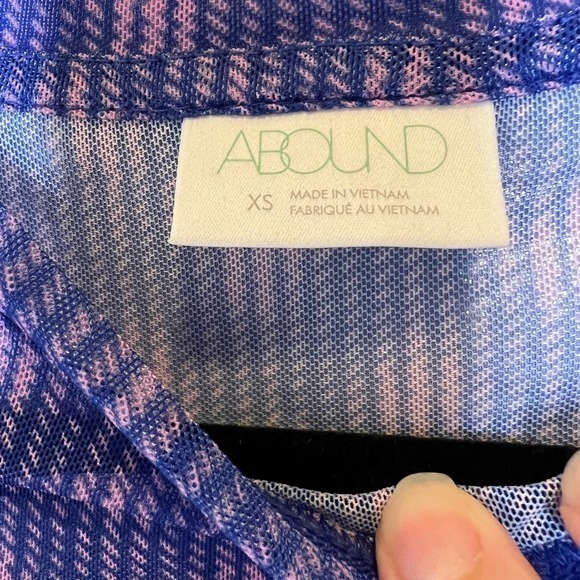 ABOUND
XS
MADE IN VIETNAM
FABRIQUÉ AU VIETNAM